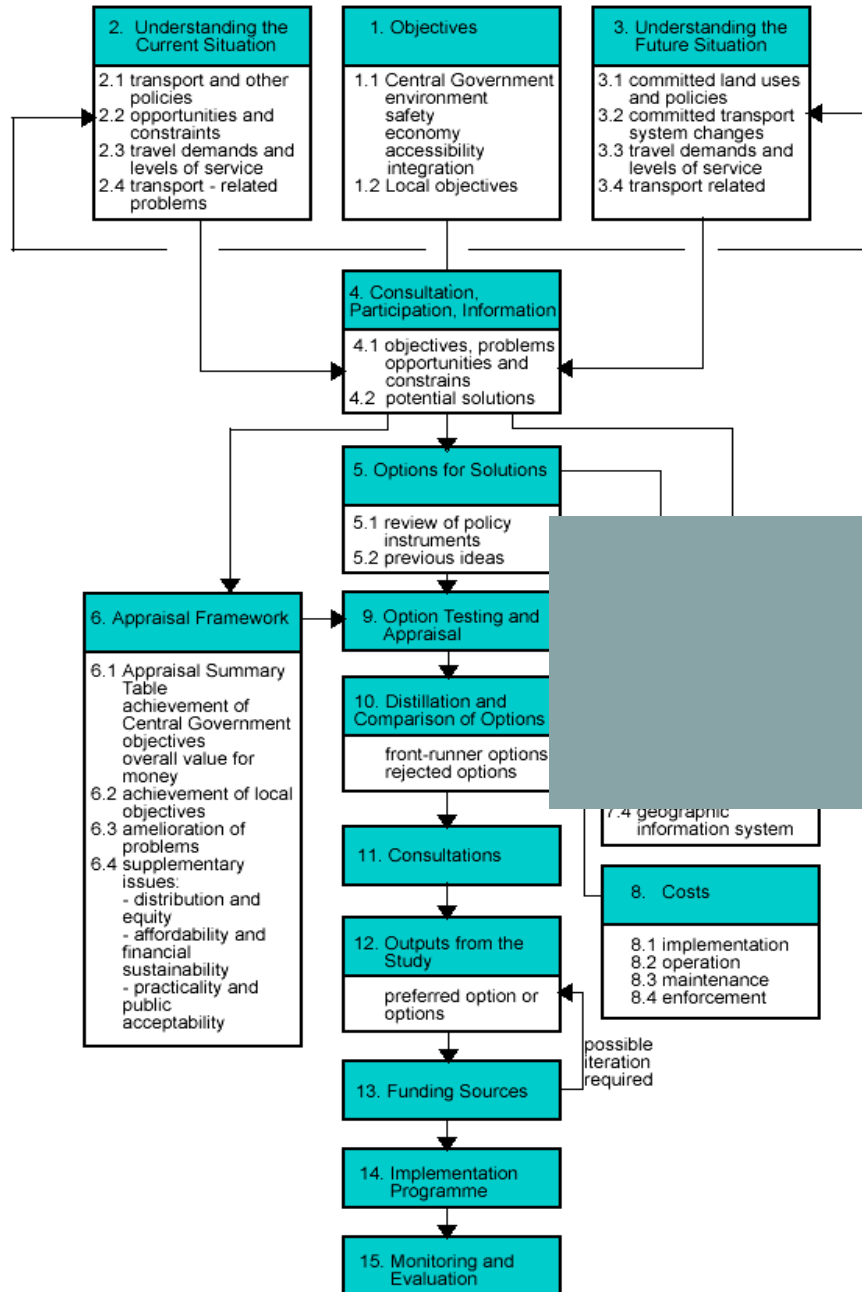 2. Understanding the
Current Situation
2.1 transport and other
policies
2.2 opportunities and
constraints
2.3 travel demands and
levels of service
2.4 transport - related
problems
1. Objectives
1.1 Central Government
environment
safety
economy
accessibility
integration
1.2 Local objectives
3. Understanding the
Future Situation
3.1 committed land uses
and policies
3.2 committed transport
system changes
3.3 travel demands and
levels of service
3.4 transport related
4. Consultation,
Participation, Information
4.1 objectives, problems
opportunities and
constrains
4.2 potential solutions
5. Options for Solutions
5.1 review of policy
instruments
5.2 previous ideas
6. Appraisal Framework
6.1 Appraisal Summary
Table
achievement of
Central Government
objectives
overall value for
money
6.2 achievement of local
objectives
6.3 amelioration of
problems
6.4 supplementary
issues:
- distribution and
equity
- affordability and
financial
sustainability
- practicality and
public
acceptability
9. Option Testing and
Appraisal
10. Distillation and
Comparison of Options
front-runner options
rejected options
7.4 geographic
information system
11. Consultations
8. Costs
8.1 implementation
8.2 operation
8.3 maintenance
8.4 enforcement
12. Outputs from the
Study
preferred option or
options
possible
iteration
required
13. Funding Sources
14. Implementation
Programme
15. Monitoring and
Evaluation